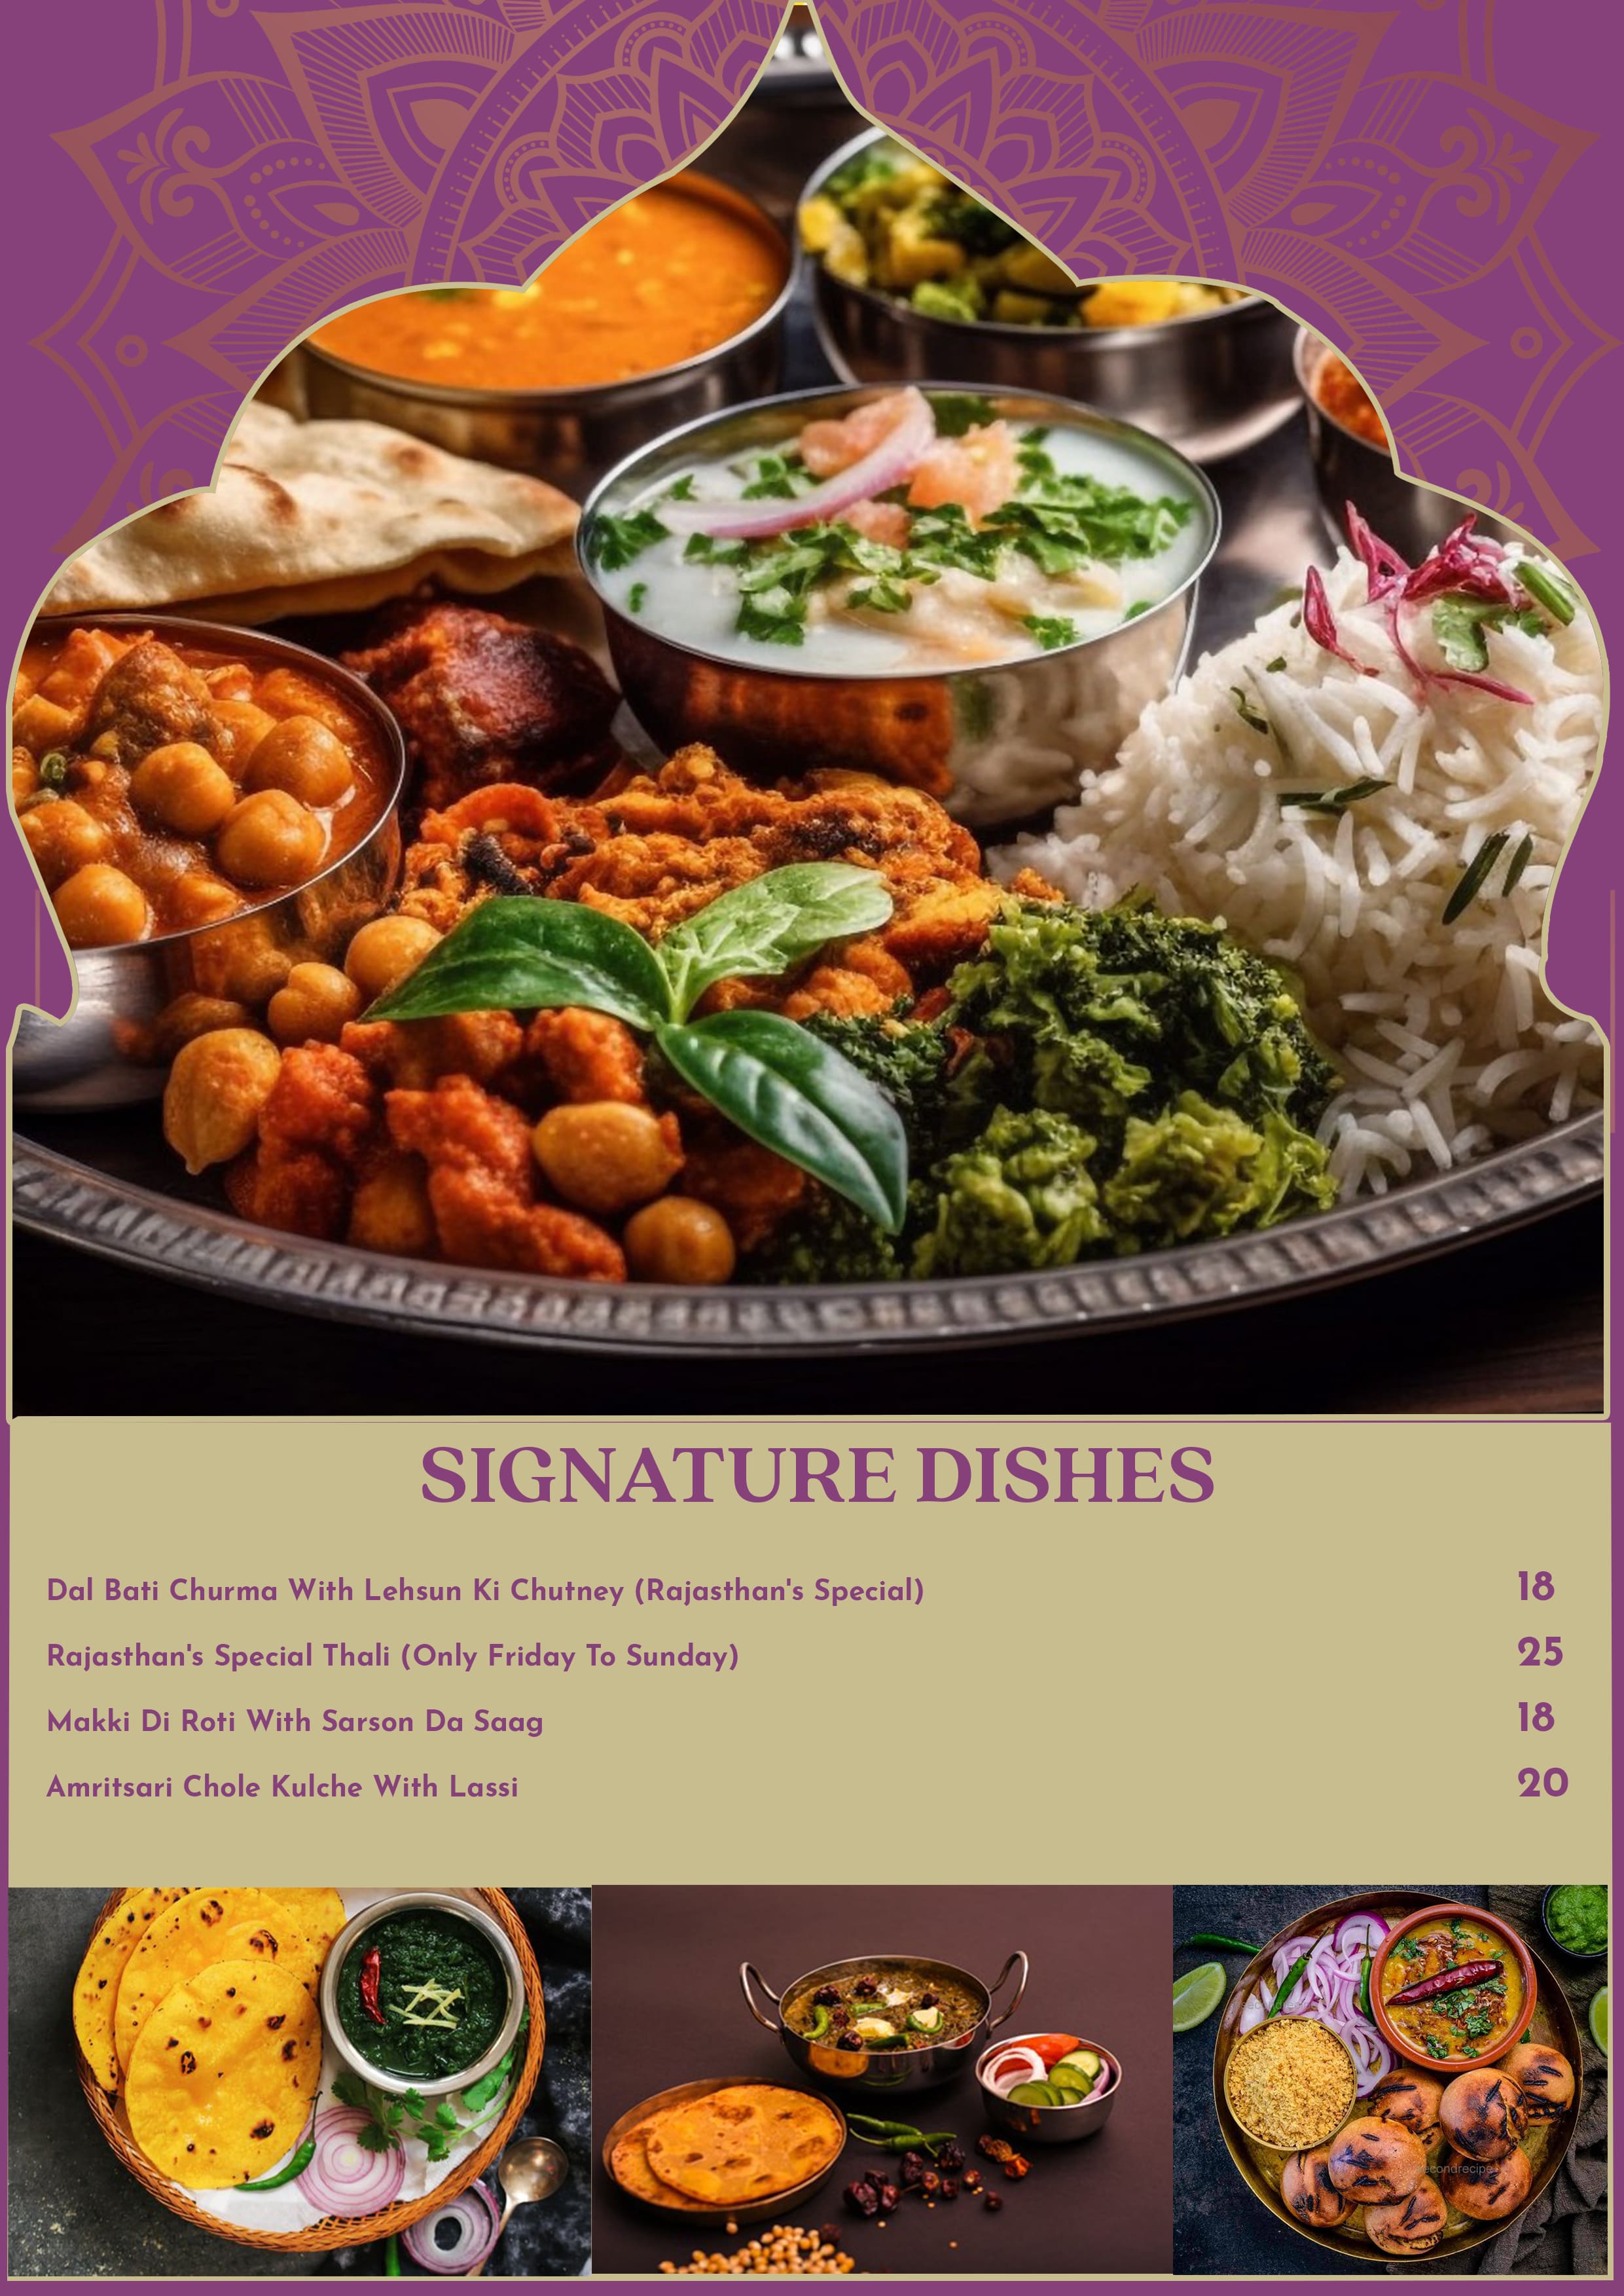 SIGNATURE DISHES
Dal Bati Churma With Lehsun Ki Chutney (Rajasthan's Special) 18
Rajasthan's Special Thali (Only Friday To Sunday) 25
Makki Di Roti With Sarson Da Saag 18
Amritsari Chole Kulche With Lassi 20